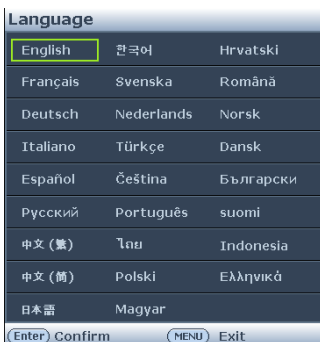 Language
English 한국어 Hrvatski
Français Svenska Română
Deutsch Nederlands Norsk
Italiano Türkçe Dansk
Español Čeština Български
Русский Português suomi
中文 (繁) ไทย Indonesia
中文 (简) Polski Ελληνικά
日本語 Magyar
Enter Confirm MENU Exit